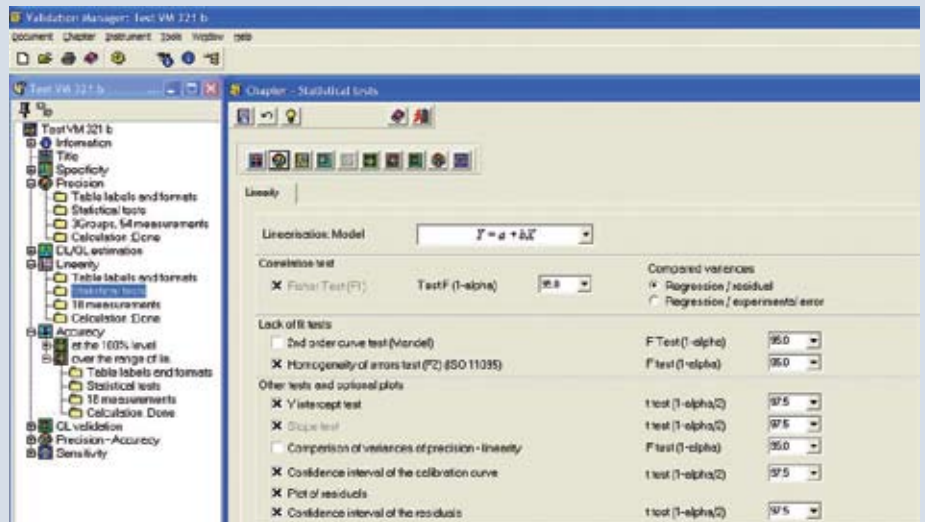 Validation Manager: Test VM 321 b
Document Chapter Instrument Tools Window Help
Test VM 321 b
Test VM 321 b
Information
Title
Specificity
Precision
Table labels and formats
Statistical tests
3Groups, 54 measurements
Calculation: Done
DL/QL estimation
Linearity
Table labels and formats
Statistical tests
18 measurements
Calculation: Done
Accuracy
at the 100% level
over the range of lin.
Table labels and formats
Statistical tests
18 measurements
Calculation: Done
QL validation
Precision-Accuracy
Sensitivity
Chapter - Statistical tests
Linearity
Linearisation: Model Y = a + bX
Correlation test
Fisher Test (F1) Test F (1-alpha) 95.0
Compared variances
Regression / residual
Regression / experimental error
Lack of fit tests
2nd order curve test (Mandel) F Test (1-alpha) 95.0
Homogeneity of errors test (F2) (ISO 11095) F test (1-alpha) 95.0
Other tests and optional plots
Y intercept test t test (1-alpha/2) 97.5
Slope test t test (1-alpha/2) 97.5
Comparison of variances of precision - linearity F test (1-alpha) 95.0
Confidence interval of the calibration curve t test (1-alpha/2) 97.5
Plot of residuals
Confidence interval of the residuals t test (1-alpha/2) 97.5